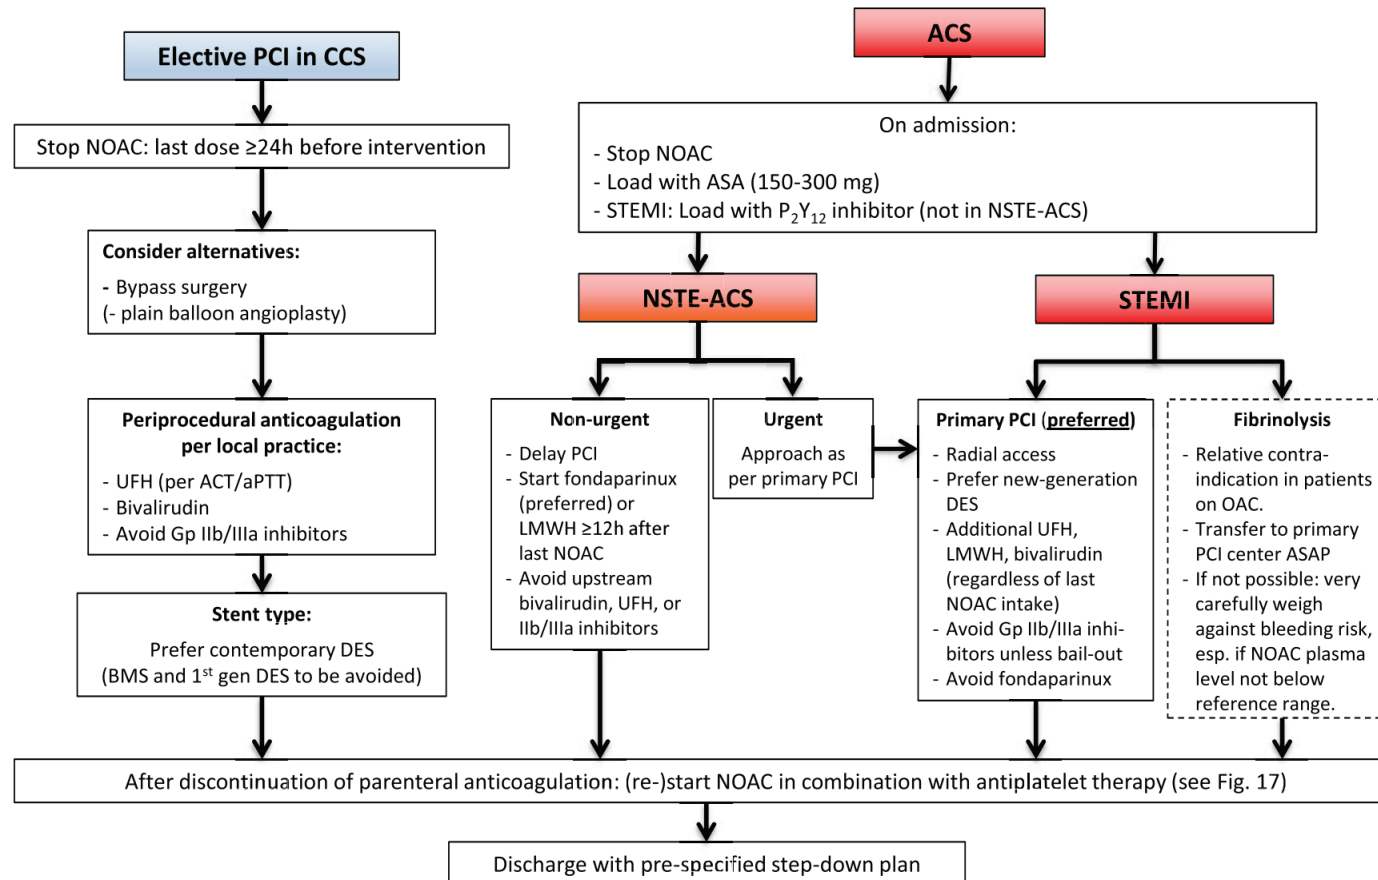 Elective PCI in CCS
Stop NOAC: last dose ≥24h before intervention
Consider alternatives:
- Bypass surgery
(- plain balloon angioplasty)
Periprocedural anticoagulation
per local practice:
- UFH (per ACT/aPTT)
- Bivalirudin
- Avoid Gp IIb/IIIa inhibitors
Stent type:
Prefer contemporary DES
(BMS and 1st gen DES to be avoided)
ACS
On admission:
- Stop NOAC
- Load with ASA (150-300 mg)
- STEMI: Load with P2Y12 inhibitor (not in NSTE-ACS)
NSTE-ACS
Non-urgent
- Delay PCI
- Start fondaparinux
(preferred) or
LMWH ≥12h after
last NOAC
- Avoid upstream
bivalirudin, UFH, or
IIb/IIIa inhibitors
Urgent
Approach as
per primary PCI
STEMI
Primary PCI (preferred)
- Radial access
- Prefer new-generation
DES
- Additional UFH,
LMWH, bivalirudin
(regardless of last
NOAC intake)
- Avoid Gp IIb/IIIa inhi-
bitors unless bail-out
- Avoid fondaparinux
Fibrinolysis
- Relative contra-
indication in patients
on OAC.
- Transfer to primary
PCI center ASAP
- If not possible: very
carefully weigh
against bleeding risk,
esp. if NOAC plasma
level not below
reference range.
After discontinuation of parenteral anticoagulation: (re-)start NOAC in combination with antiplatelet therapy (see Fig. 17)
Discharge with pre-specified step-down plan